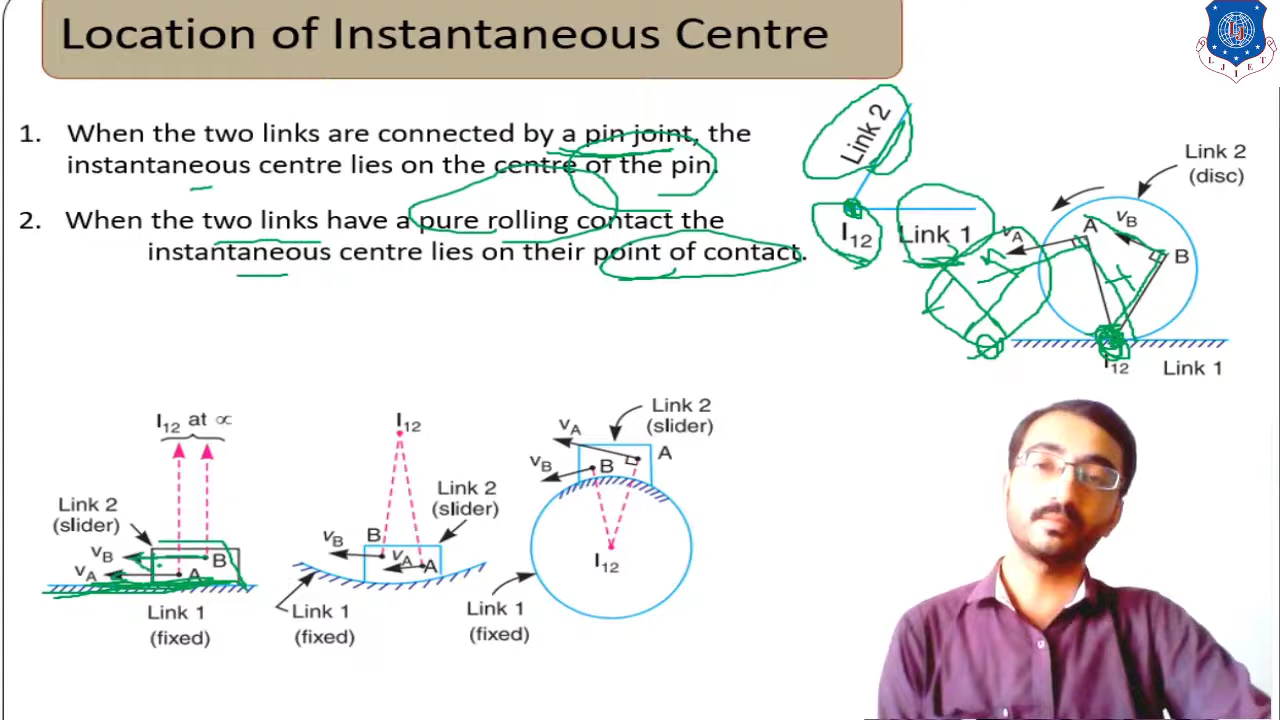 Location of Instantaneous Centre
L J I E T
1. When the two links are connected by a pin joint, the
instantaneous centre lies on the centre of the pin.
2. When the two links have a pure rolling contact the
instantaneous centre lies on their point of contact.
Link 2
I12
Link 1
Link 2
(disc)
vA
A
vB
B
I12
Link 1
I12 at ∝
Link 2
(slider)
vB
B
vA
A
Link 1
(fixed)
I12
Link 2
(slider)
vB
B
vA
A
Link 1
(fixed)
vA
Link 2
(slider)
A
vB
B
I12
Link 1
(fixed)